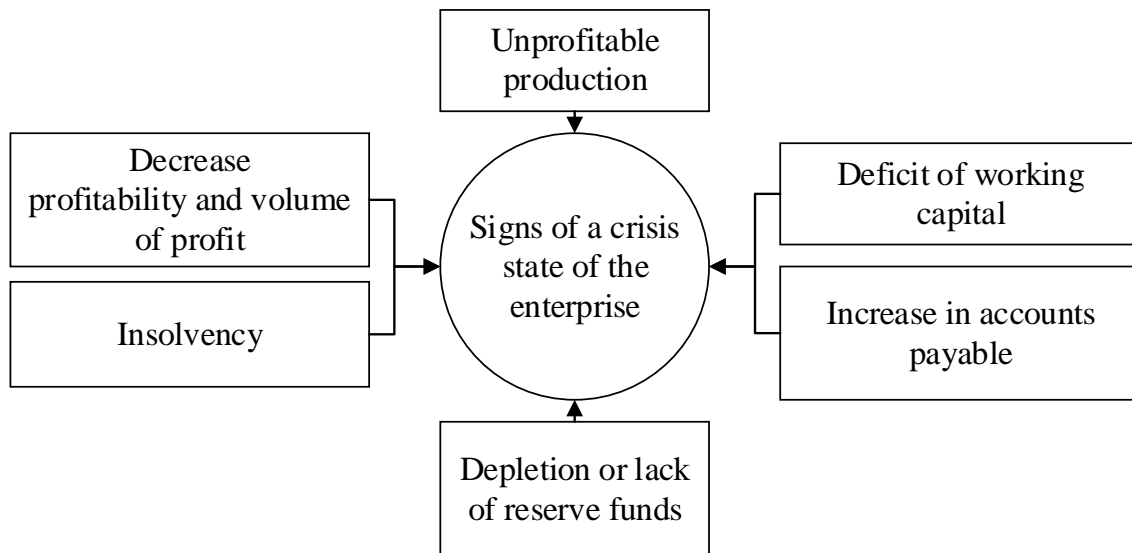 Unprofitable
production
Decrease
profitability and volume
of profit
Insolvency
Signs of a crisis
state of the
enterprise
Deficit of working
capital
Increase in accounts
payable
Depletion or lack
of reserve funds